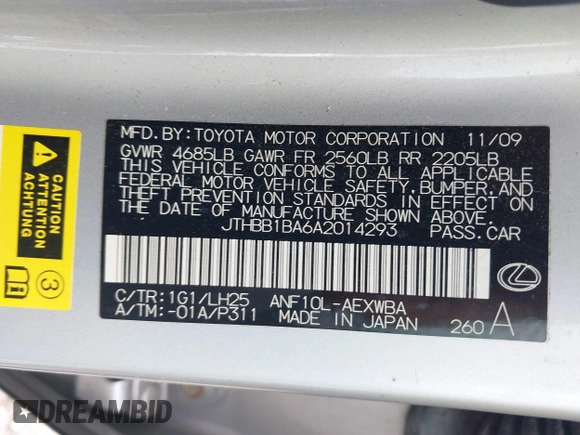 MFD.BY:TOYOTA MOTOR CORPORATION 11/09
GVWR 4685LB GAWR FR 2560LB RR 2205LB
THIS VEHICLE CONFORMS TO ALL APPLICABLE
FEDERAL MOTOR VEHICLE SAFETY, BUMPER, AND
THEFT PREVENTION STANDARDS IN EFFECT ON
THE DATE OF MANUFACTURE SHOWN ABOVE.
JTHBB1BA6A2014293 PASS.CAR
C/TR:1G1/LH25 ANF10L-AEXWBA
A/TM:-01A/P311 MADE IN JAPAN 260 A
CAUTION
ATTENTION
ACHTUNG
3
DREAMBID